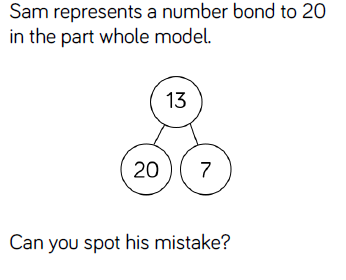 Sam represents a number bond to 20
in the part whole model.
13
20 7
Can you spot his mistake?